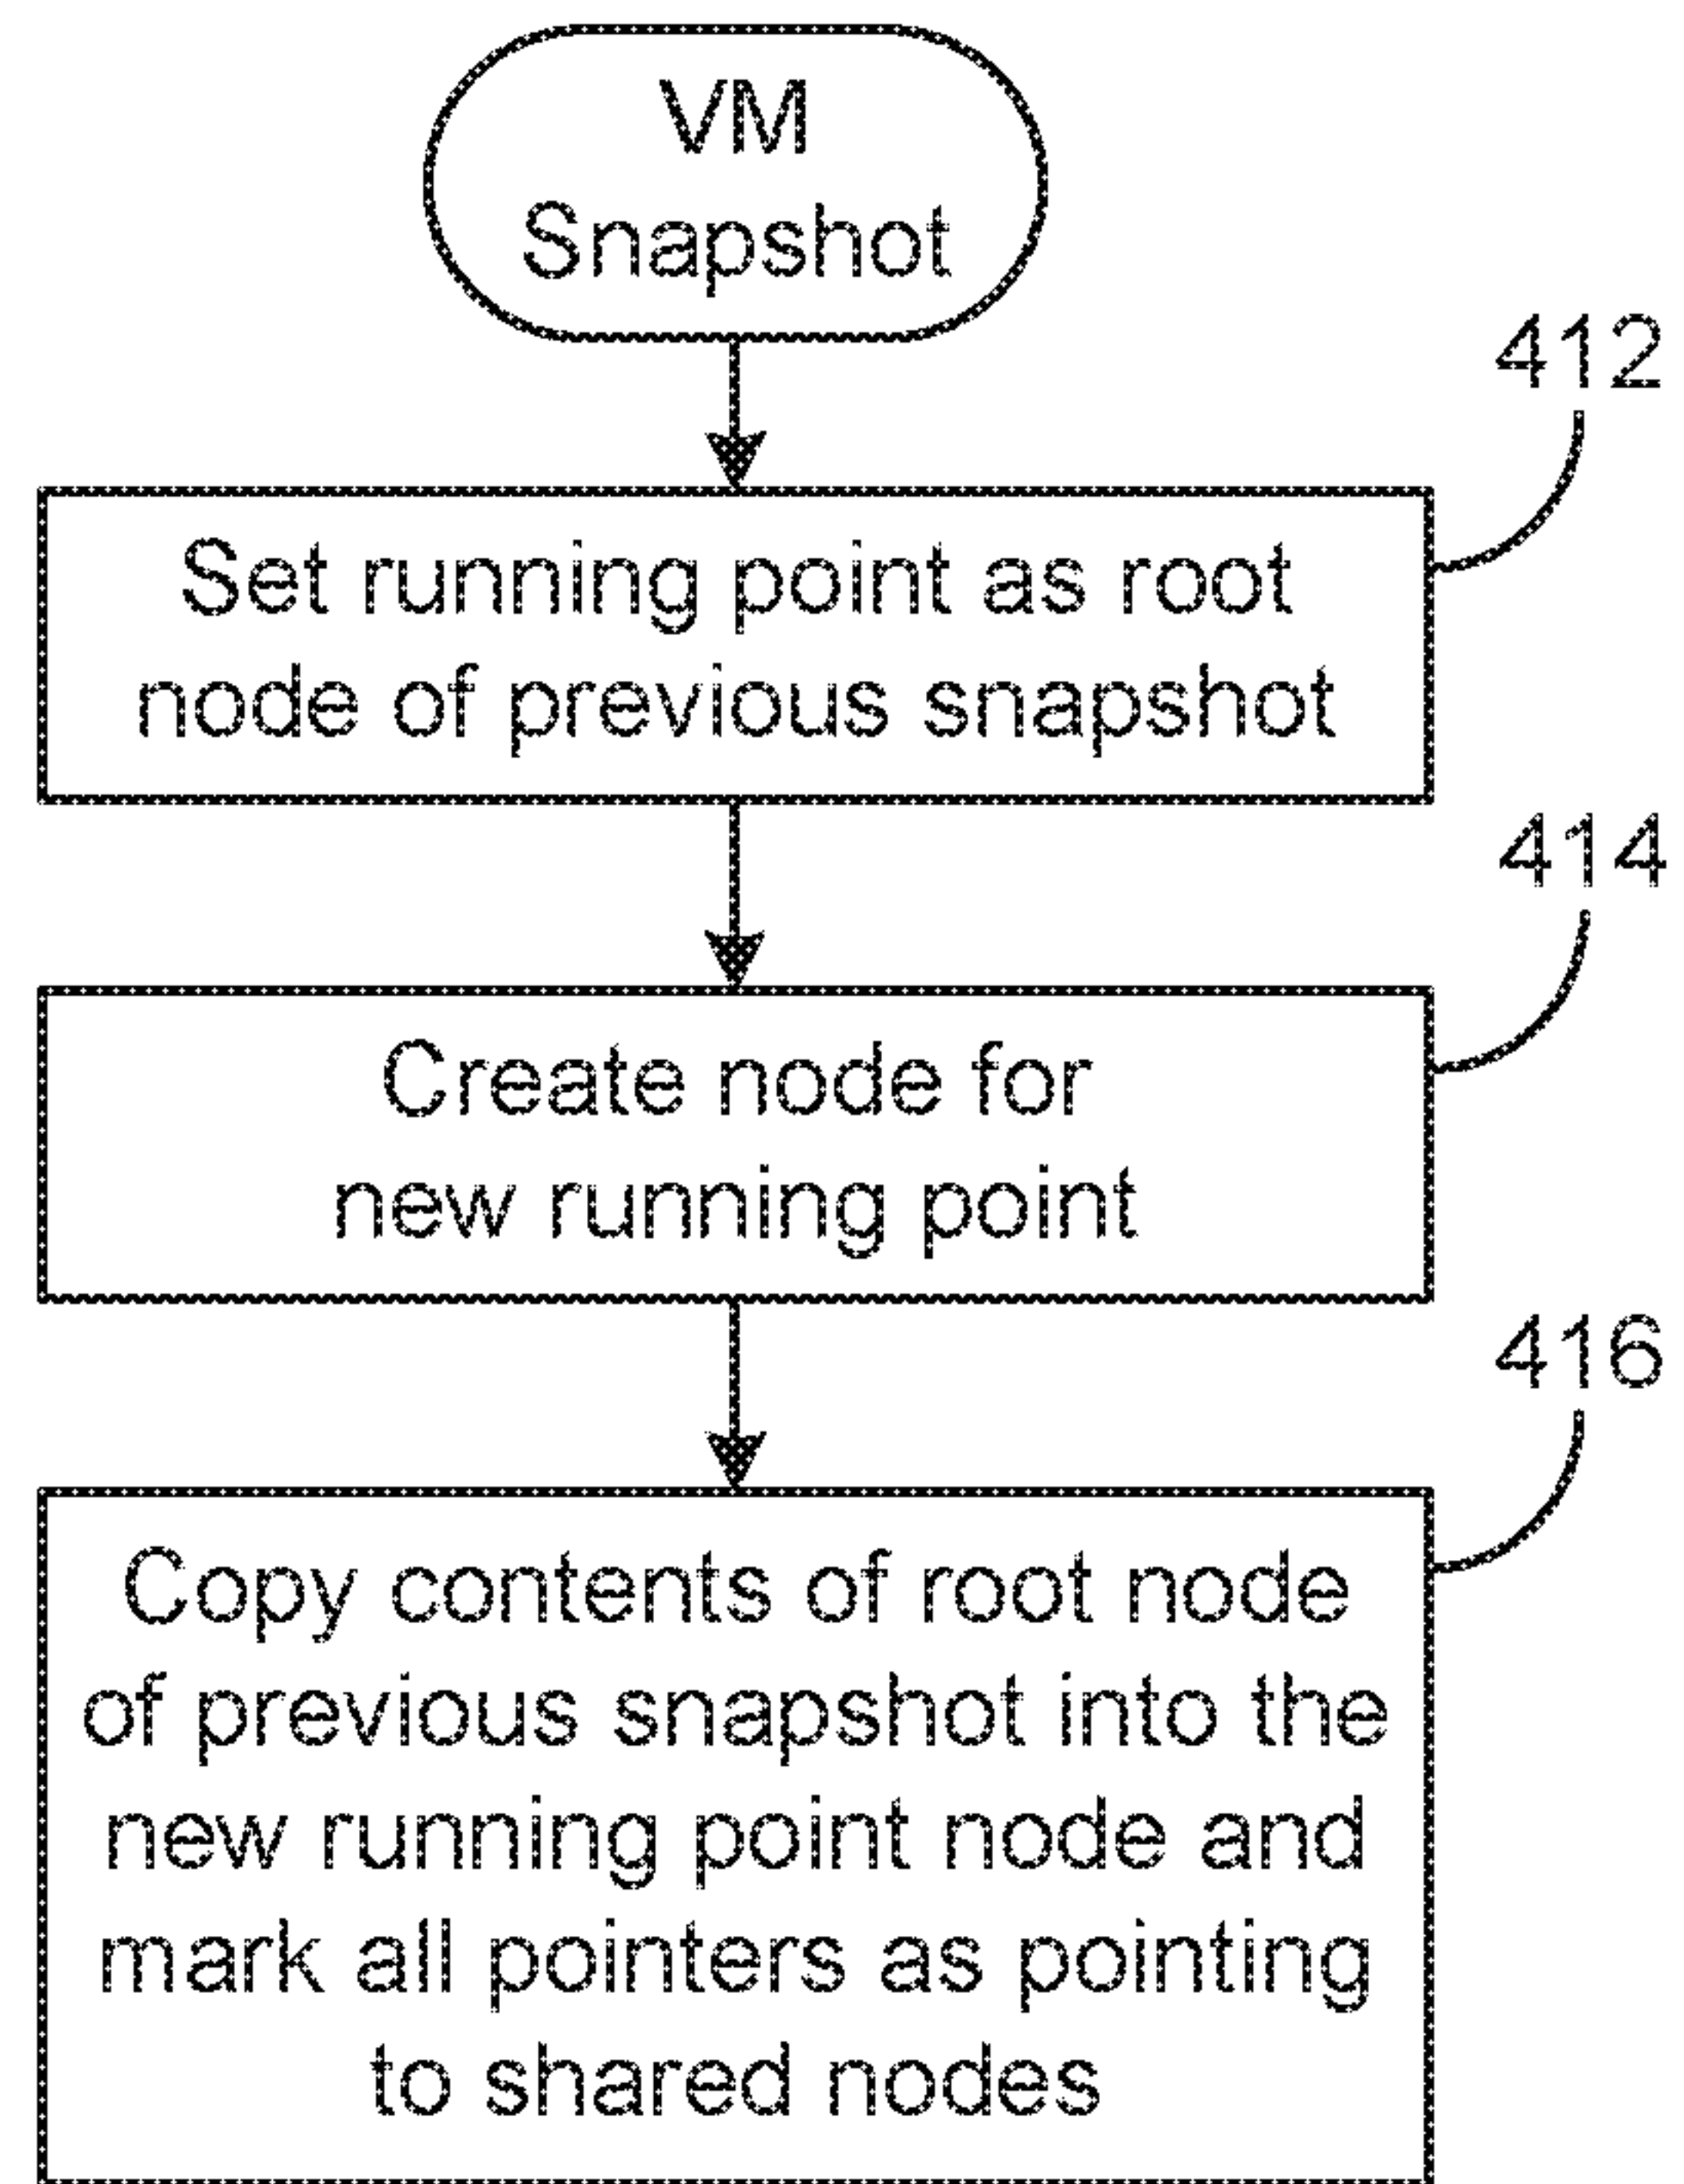 VM
Snapshot
412
Set running point as root
node of previous snapshot
414
Create node for
new running point
416
Copy contents of root node
of previous snapshot into the
new running point node and
mark all pointers as pointing
to shared nodes